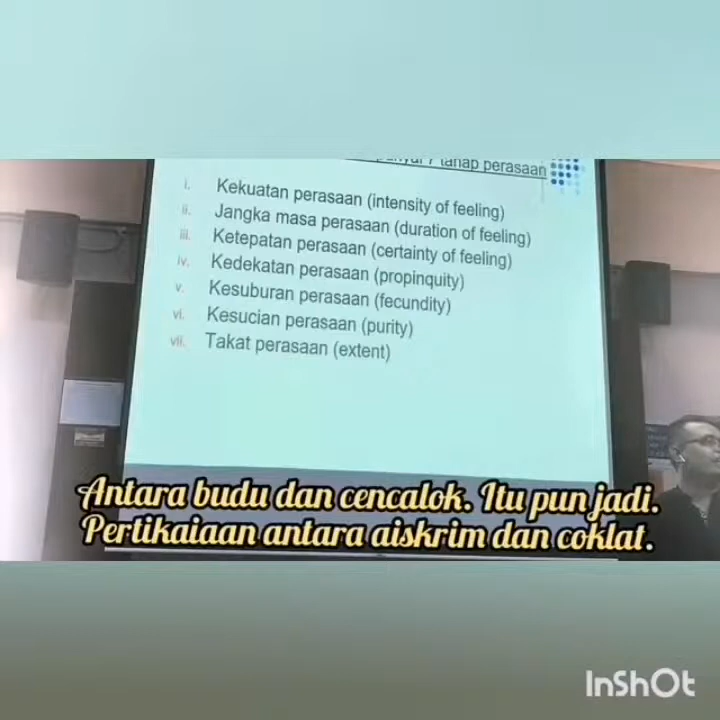 7 tahap perasaan
i. Kekuatan perasaan (intensity of feeling)
ii. Jangka masa perasaan (duration of feeling)
iii. Ketepatan perasaan (certainty of feeling)
iv. Kedekatan perasaan (propinquity)
v. Kesuburan perasaan (fecundity)
vi. Kesucian perasaan (purity)
vii. Takat perasaan (extent)
Antara budu dan cencalok. Itu pun jadi.
Pertikaiaan antara aiskrim dan coklat.
InShOt